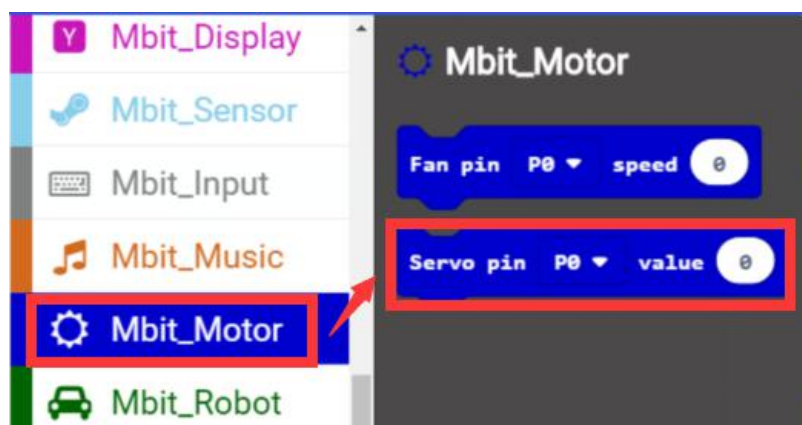 Y Mbit_Display
Mbit_Sensor
Mbit_Input
Mbit_Music
Mbit_Motor
Mbit_Robot
Mbit_Motor
Fan pin P0 speed 0
Servo pin P0 value 0